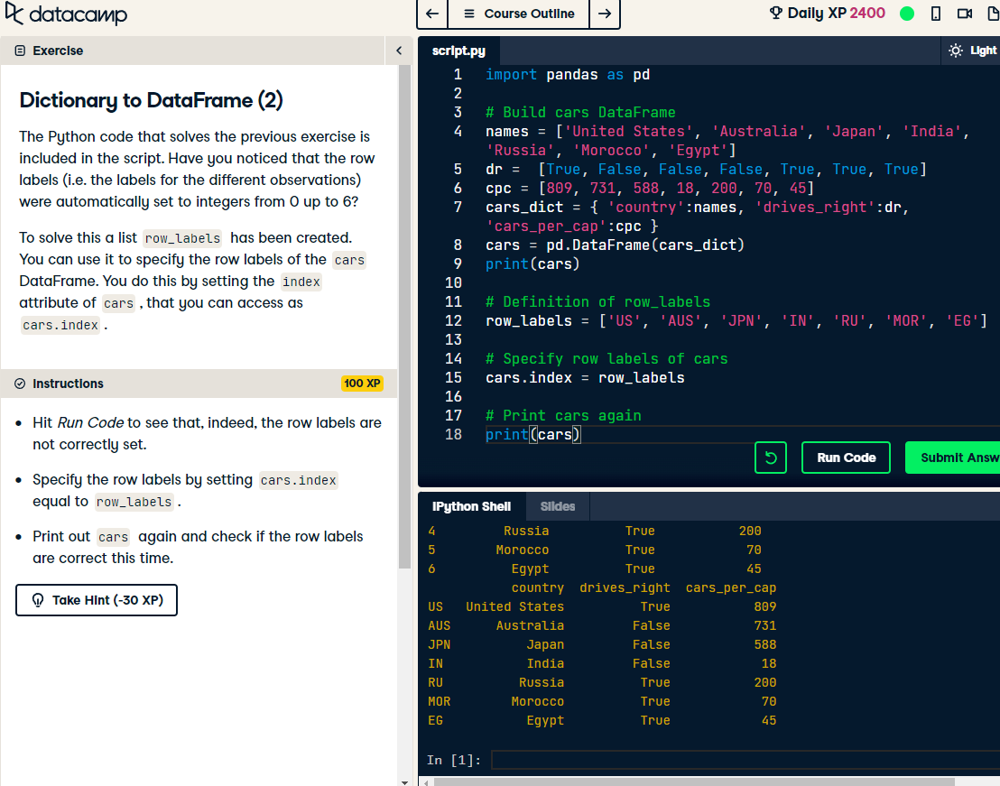 datacamp
Course Outline
Daily XP 2400
Exercise
Dictionary to DataFrame (2)
The Python code that solves the previous exercise is
included in the script. Have you noticed that the row
labels (i.e. the labels for the different observations)
were automatically set to integers from 0 up to 6?
To solve this a list row_labels has been created.
You can use it to specify the row labels of the cars
DataFrame. You do this by setting the index
attribute of cars , that you can access as
cars.index .
Instructions
100 XP
• Hit Run Code to see that, indeed, the row labels are
not correctly set.
• Specify the row labels by setting cars.index
equal to row_labels .
• Print out cars again and check if the row labels
are correct this time.
Take Hint (-30 XP)
script.py
Light
1 import pandas as pd
2
3 # Build cars DataFrame
4 names = ['United States', 'Australia', 'Japan', 'India',
'Russia', 'Morocco', 'Egypt']
5 dr =  [True, False, False, False, True, True, True]
6 cpc = [809, 731, 588, 18, 200, 70, 45]
7 cars_dict = { 'country':names, 'drives_right':dr,
'cars_per_cap':cpc }
8 cars = pd.DataFrame(cars_dict)
9 print(cars)
10
11 # Definition of row_labels
12 row_labels = ['US', 'AUS', 'JPN', 'IN', 'RU', 'MOR', 'EG']
13
14 # Specify row labels of cars
15 cars.index = row_labels
16
17 # Print cars again
18 print(cars)
Run Code
Submit Answ
IPython Shell
Slides
4 Russia True 200
5 Morocco True 70
6 Egypt True 45
country drives_right cars_per_cap
US United States True 809
AUS Australia False 731
JPN Japan False 588
IN India False 18
RU Russia True 200
MOR Morocco True 70
EG Egypt True 45
In [1]: